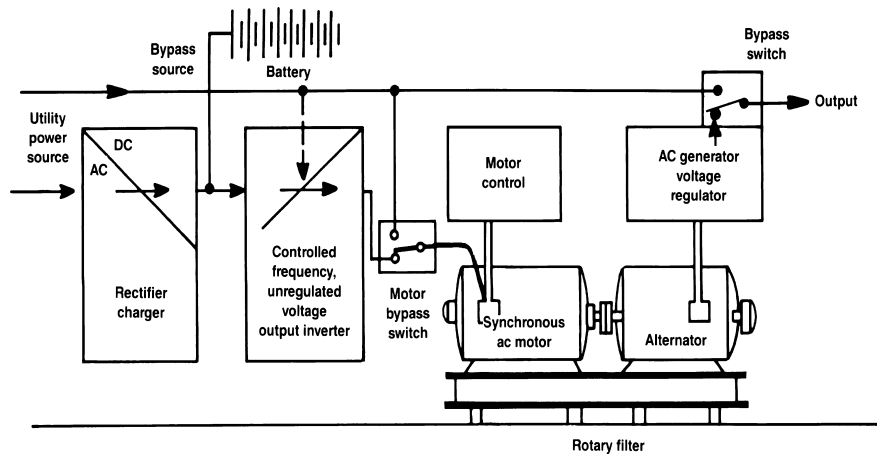 Bypass
source
Battery
Bypass
switch
Output
Utility
power
source
DC
AC
Rectifier
charger
Controlled
frequency,
unregulated
voltage
output inverter
Motor
bypass
switch
Motor
control
AC generator
voltage
regulator
Synchronous
ac motor
Alternator
Rotary filter